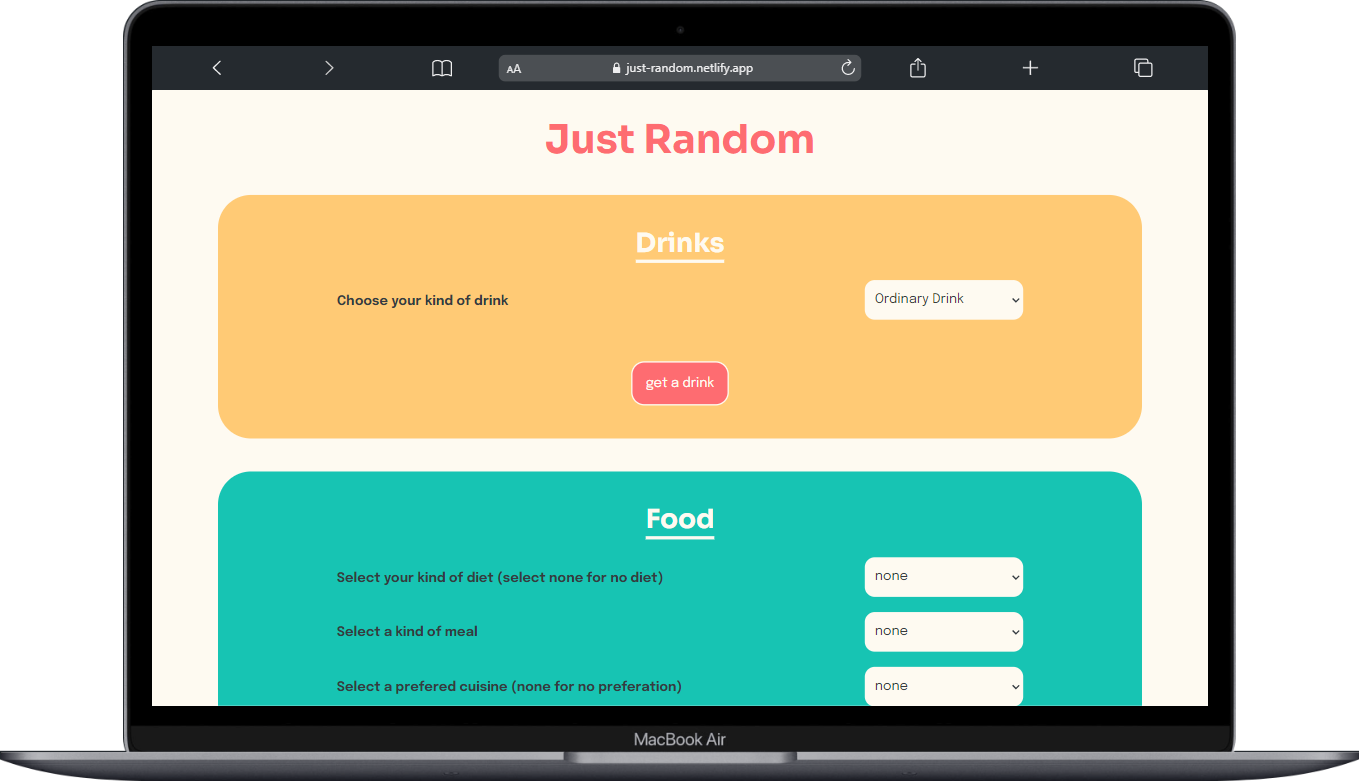 AA just-random.netlify.app
Just Random
Drinks
Choose your kind of drink Ordinary Drink
get a drink
Food
Select your kind of diet (select none for no diet) none
Select a kind of meal none
Select a prefered cuisine (none for no preferation) none
MacBook Air